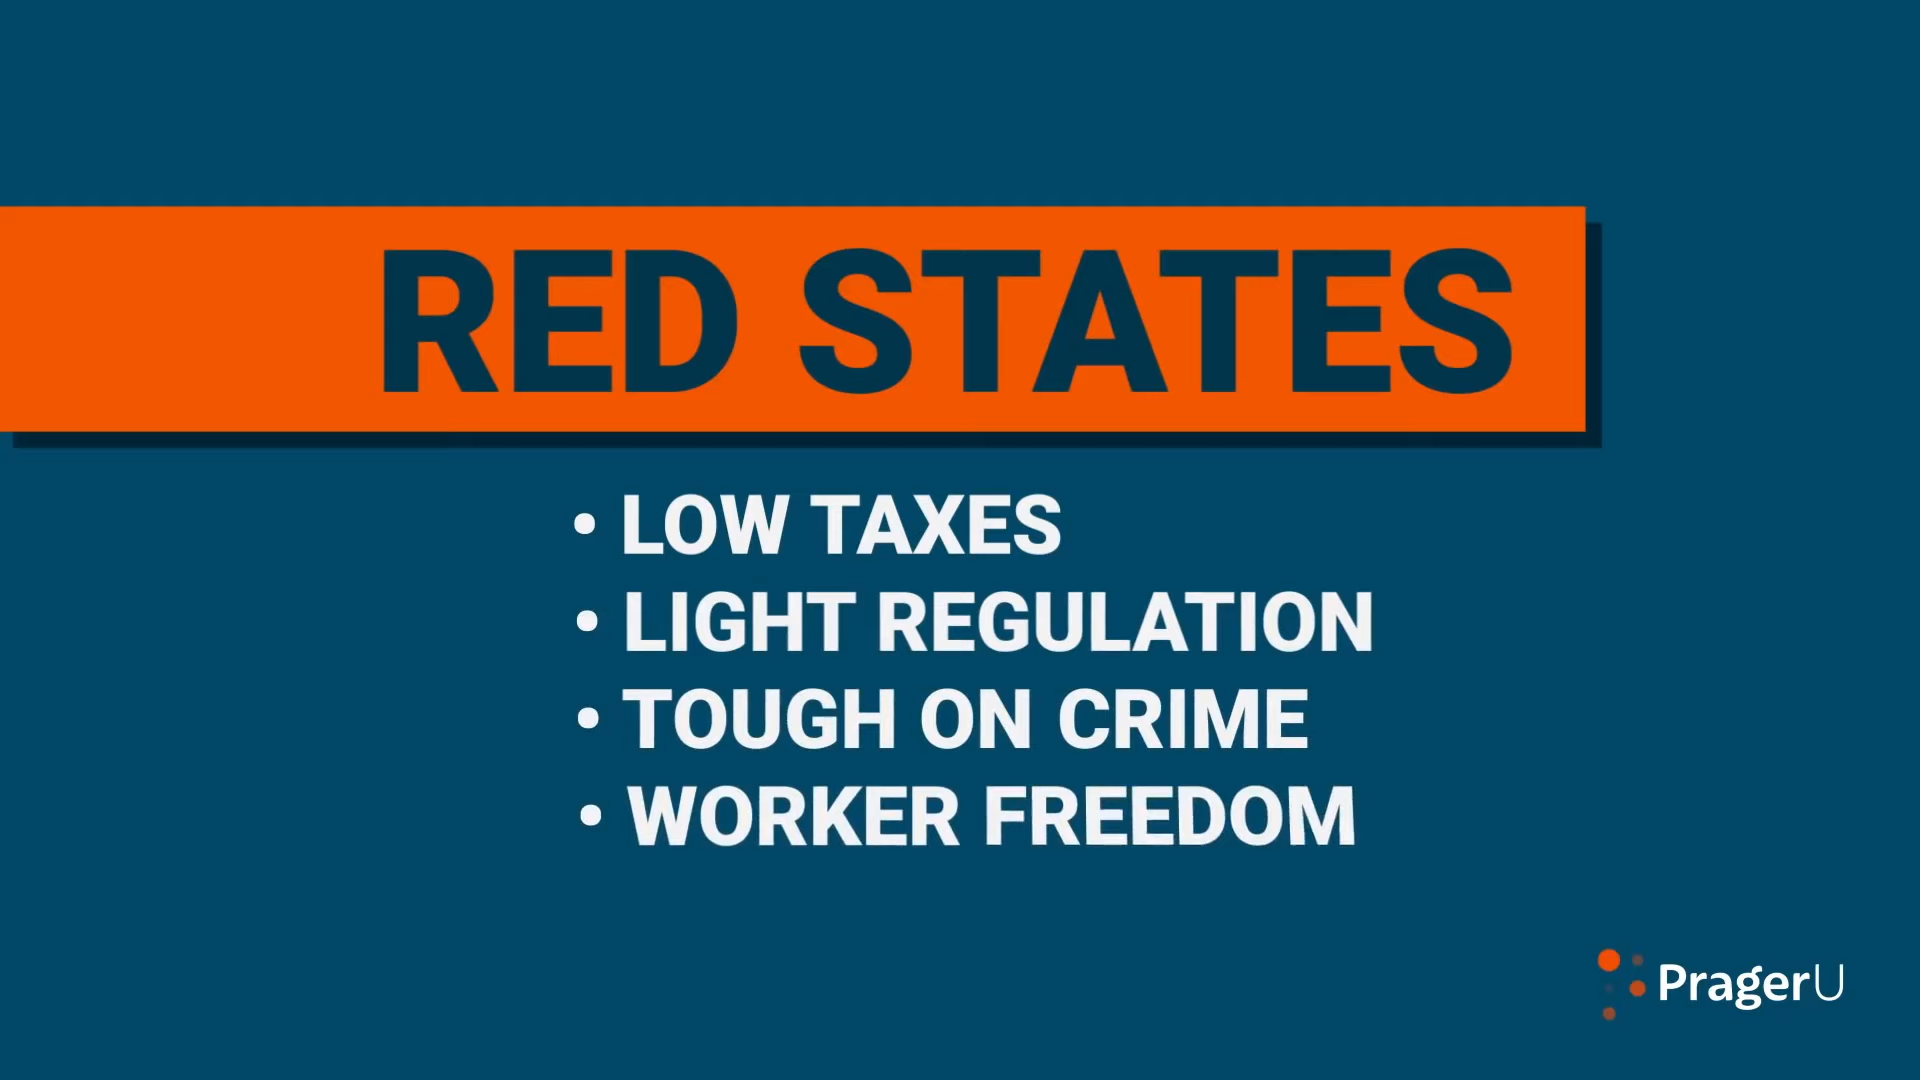 RED STATES
• LOW TAXES
• LIGHT REGULATION
• TOUGH ON CRIME
• WORKER FREEDOM
PragerU